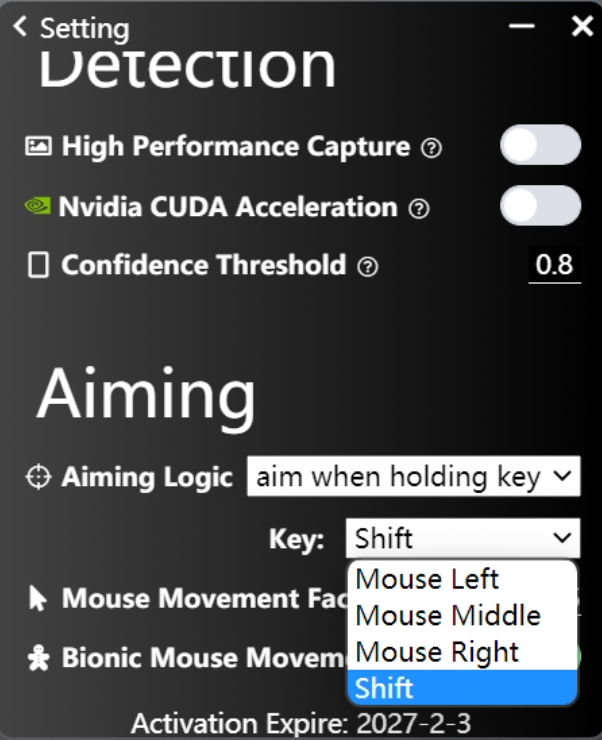 Setting
Detection
High Performance Capture
Nvidia CUDA Acceleration
Confidence Threshold 0.8
Aiming
Aiming Logic aim when holding key
Key: Shift
Mouse Left
Mouse Movement Fac
Mouse Middle
Mouse Right
Bionic Mouse Movem
Shift
Activation Expire: 2027-2-3